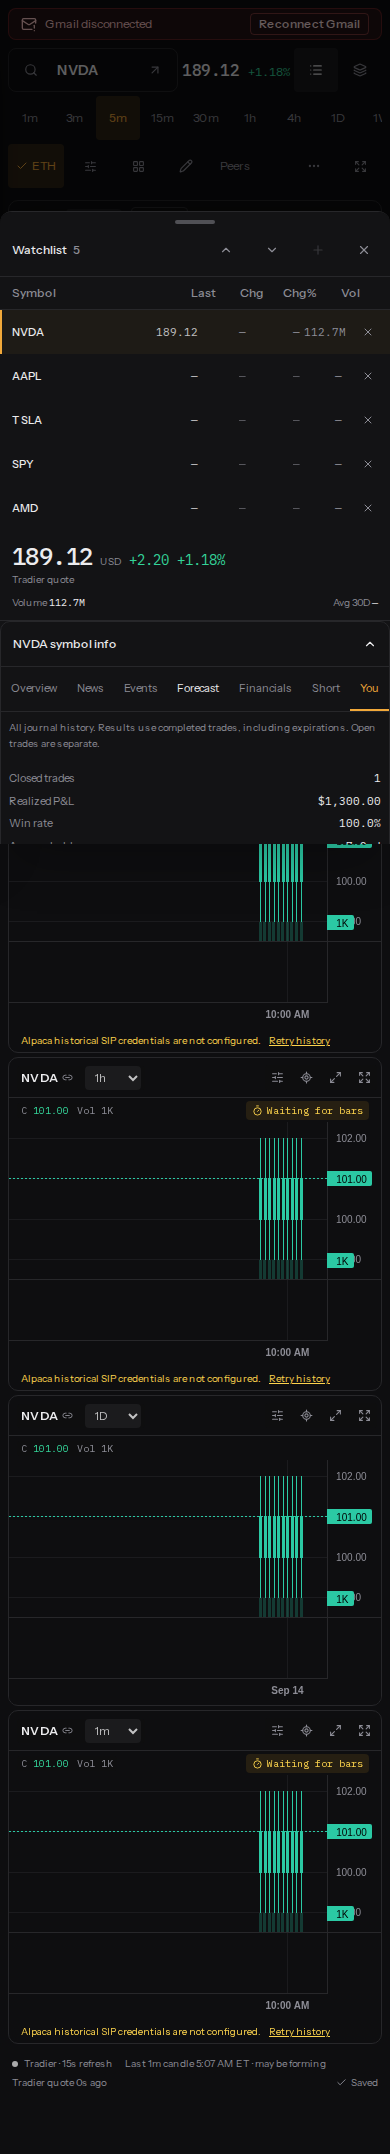 Gmail disconnected Reconnect Gmail
NVDA 189.12 +1.18%
1m 3m 5m 15m 30m 1h 4h 1D
ETH Peers ...
Watchlist 5
Symbol Last Chg Chg% Vol
NVDA 189.12 — — 112.7M
AAPL — — — —
TSLA — — — —
SPY — — — —
AMD — — — —
189.12 USD +2.20 +1.18%
Tradier quote
Volume 112.7M Avg 30D —
NVDA symbol info
Overview News Events Forecast Financials Short You
All journal history. Results use completed trades, including expirations. Open
trades are separate.
Closed trades 1
Realized P&L $1,300.00
Win rate 100.0%
100.00
1K
10:00 AM
Alpaca historical SIP credentials are not configured. Retry history
NVDA 1h
C 101.00 Vol 1K Waiting for bars
102.00
101.00
100.00
1K
10:00 AM
Alpaca historical SIP credentials are not configured. Retry history
NVDA 1D
C 101.00 Vol 1K
102.00
101.00
100.00
1K
Sep 14
NVDA 1m
C 101.00 Vol 1K Waiting for bars
102.00
101.00
100.00
1K
10:00 AM
Alpaca historical SIP credentials are not configured. Retry history
Tradier · 15s refresh Last 1m candle 5:07 AM ET · may be forming
Tradier quote 0s ago Saved